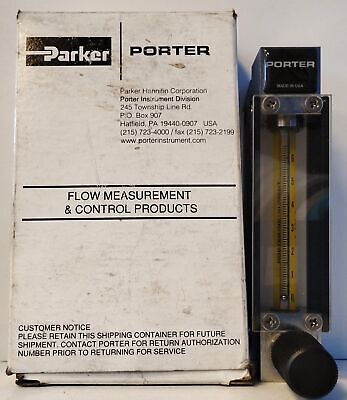 Parker
PORTER
Parker Hannifin Corporation
Porter Instrument Division
245 Township Line Rd.
P.O. Box 907
Hatfield, PA 19440-0907 USA
(215) 723-4000 / fax (215) 723-2199
www.porterinstrument.com
FLOW MEASUREMENT
& CONTROL PRODUCTS
CUSTOMER NOTICE
PLEASE RETAIN THIS SHIPPING CONTAINER FOR FUTURE
SHIPMENT. CONTACT PORTER FOR RETURN AUTHORIZATION
NUMBER PRIOR TO RETURNING FOR SERVICE
PORTER
MADE IN USA